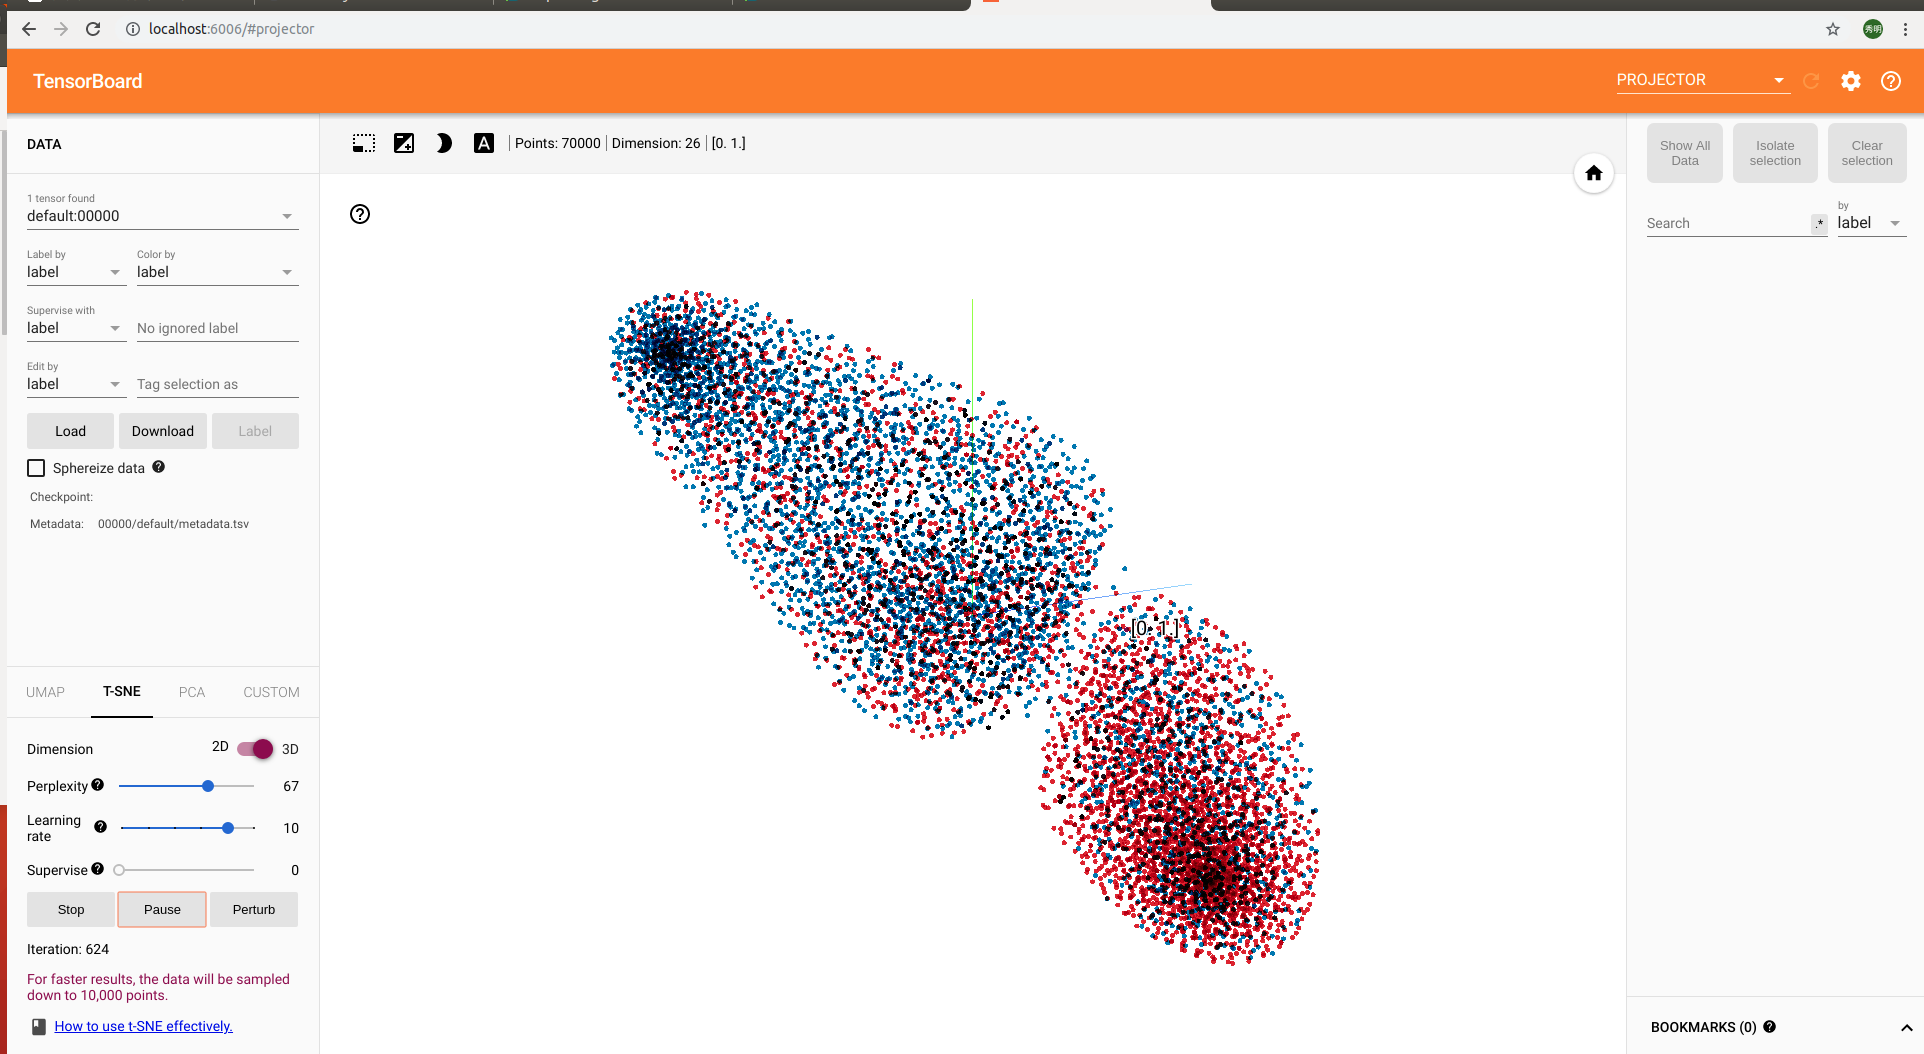 localhost:6006/#projector
秀明
TensorBoard
PROJECTOR
DATA
Points: 70000 | Dimension: 26 | [0. 1.]
Show All Data
Isolate selection
Clear selection
1 tensor found
default:00000
Search
.*
by
label
Label by
label
Color by
label
Supervise with
label
No ignored label
Edit by
label
Tag selection as
Load
Download
Label
Sphereize data
Checkpoint:
Metadata: 00000/default/metadata.tsv
[0. 1.]
UMAP
T-SNE
PCA
CUSTOM
Dimension
2D
3D
Perplexity
67
Learning
rate
10
Supervise
0
Stop
Pause
Perturb
Iteration: 624
For faster results, the data will be sampled
down to 10,000 points.
How to use t-SNE effectively.
BOOKMARKS (0)